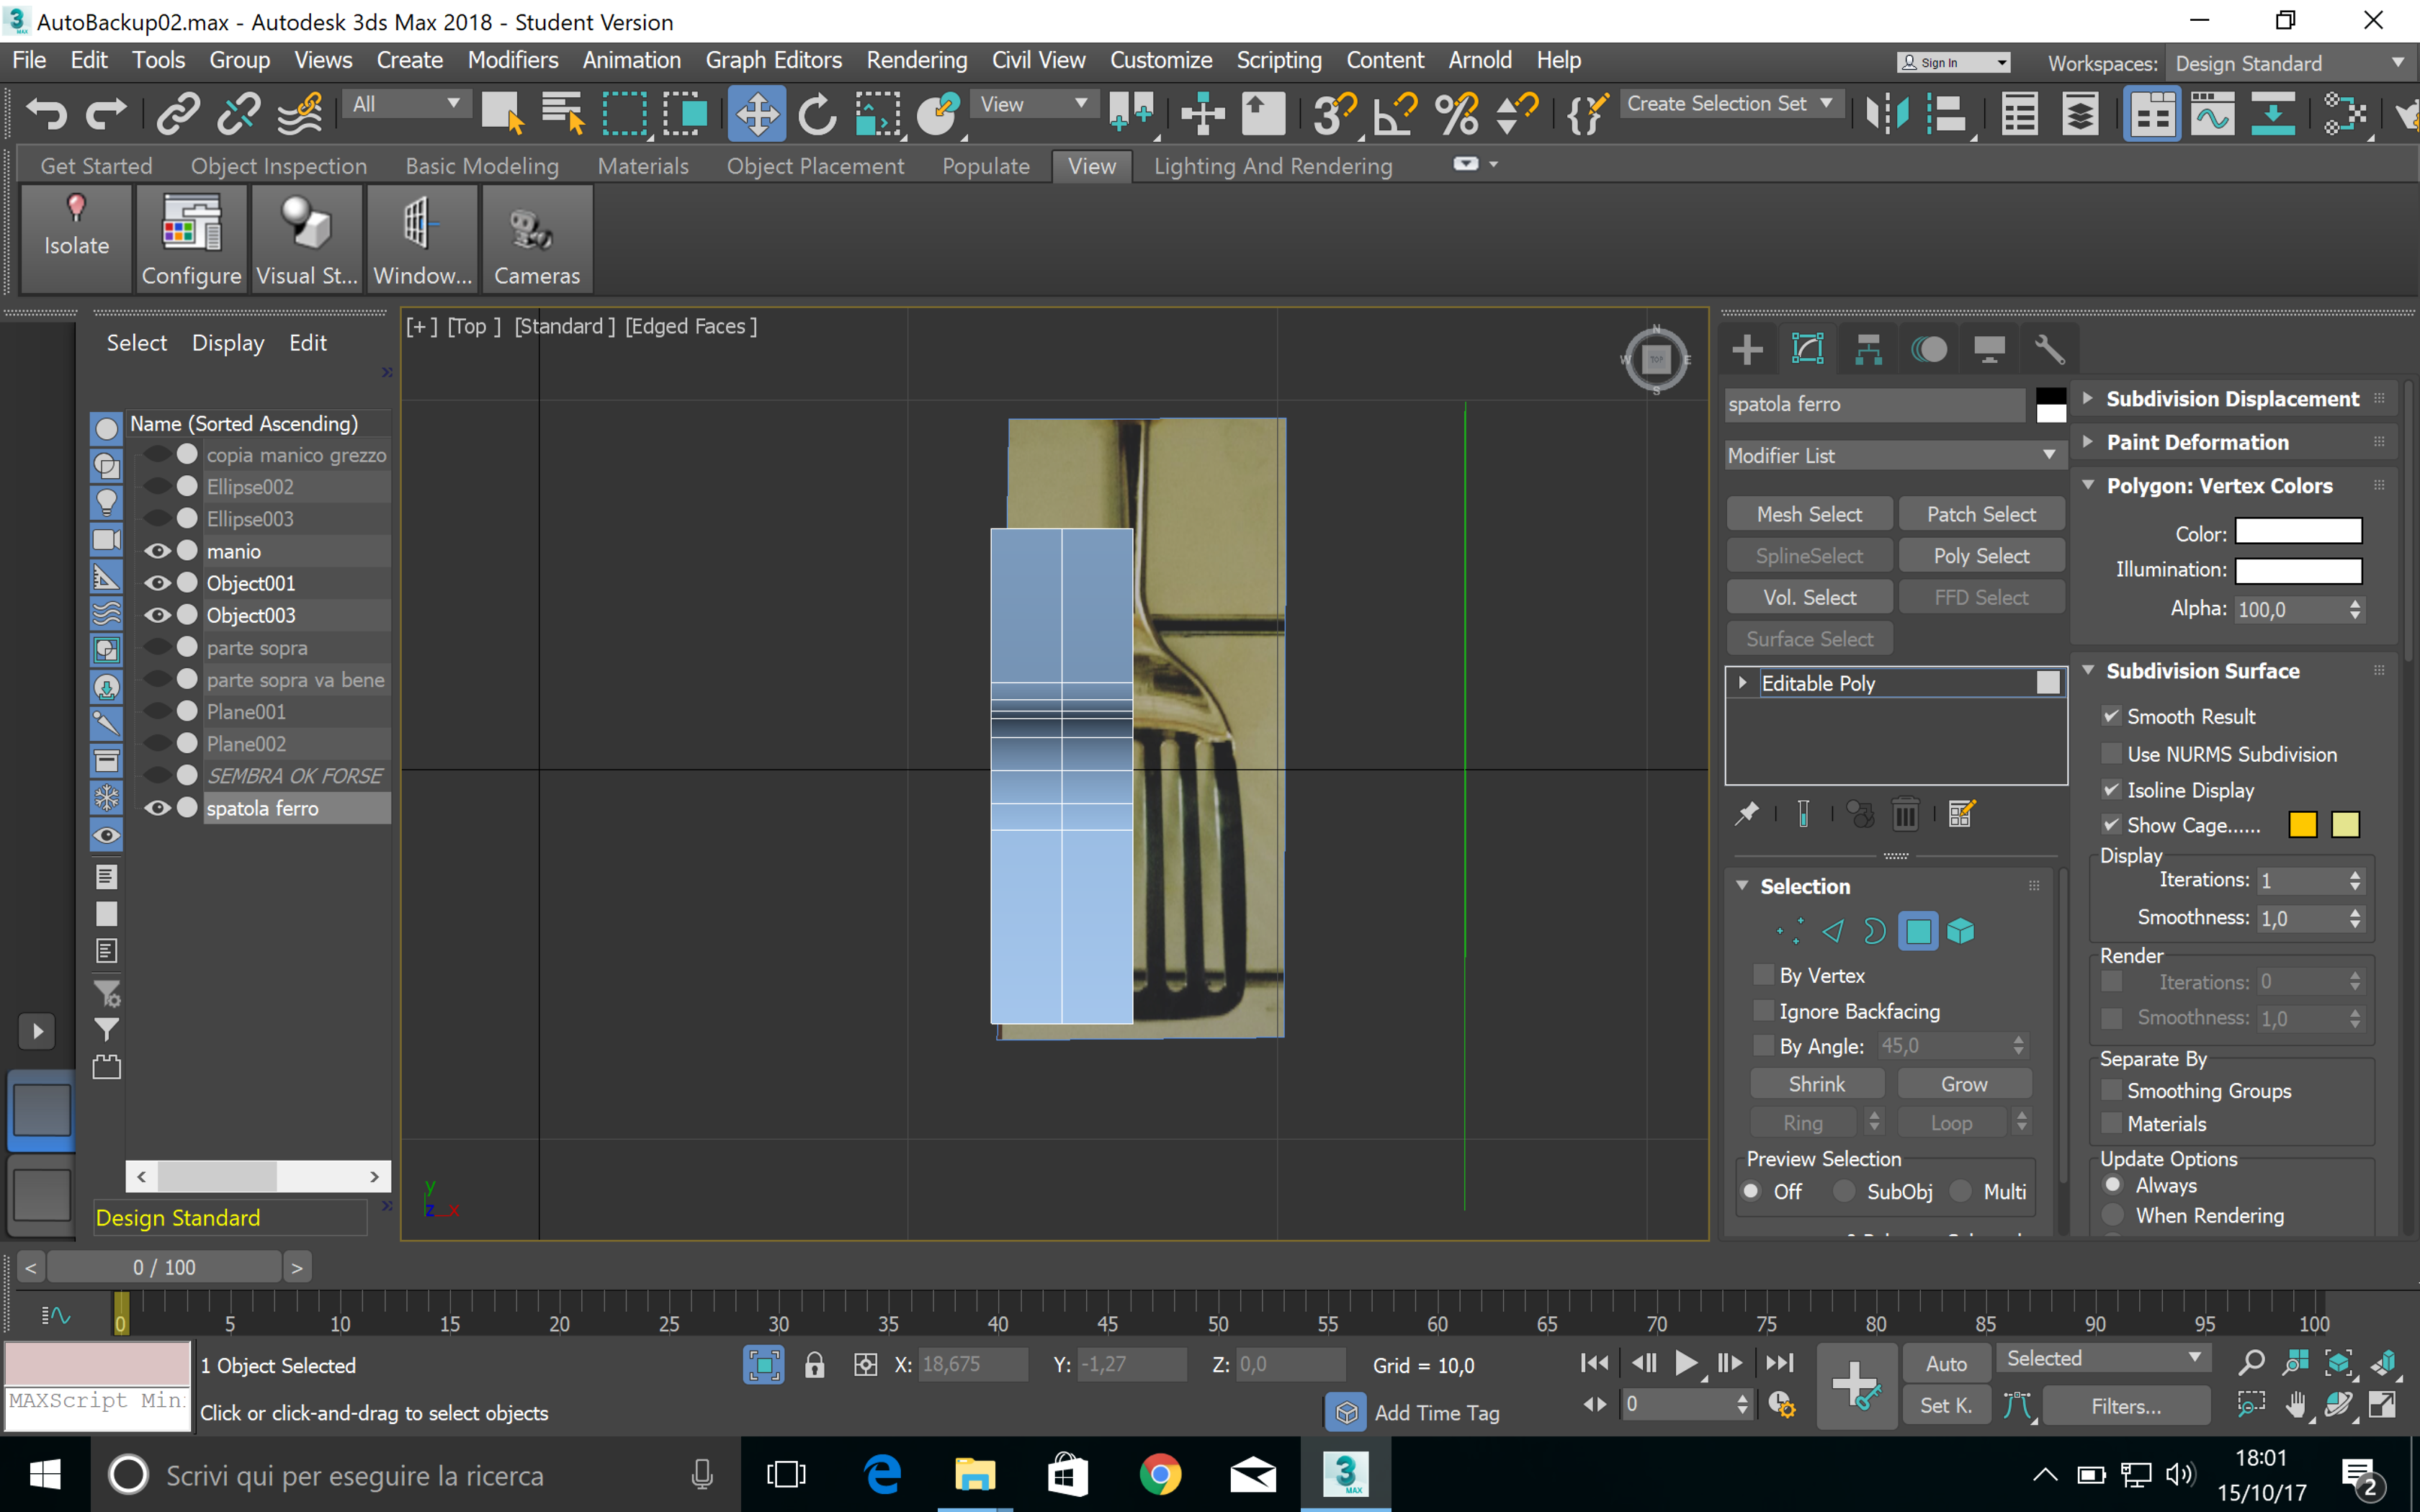 AutoBackup02.max - Autodesk 3ds Max 2018 - Student Version
File Edit Tools Group Views Create Modifiers Animation Graph Editors Rendering Civil View Customize Scripting Content Arnold Help
Sign In
Workspaces: Design Standard
All
View
Create Selection Set
Get Started Object Inspection Basic Modeling Materials Object Placement Populate View Lighting And Rendering
Isolate
Configure Visual St... Window... Cameras
Select Display Edit
Name (Sorted Ascending)
copia manico grezzo
Ellipse002
Ellipse003
manio
Object001
Object003
parte sopra
parte sopra va bene
Plane001
Plane002
SEMBRA OK FORSE
spatola ferro
Design Standard
[+] [Top ] [Standard ] [Edged Faces ]
N
W TOP E
S
y
z x
spatola ferro
Modifier List
Mesh Select Patch Select
SplineSelect Poly Select
Vol. Select FFD Select
Surface Select
Editable Poly
Selection
By Vertex
Ignore Backfacing
By Angle: 45,0
Shrink Grow
Ring Loop
Preview Selection
Off SubObj Multi
Subdivision Displacement
Paint Deformation
Polygon: Vertex Colors
Color:
Illumination:
Alpha: 100,0
Subdivision Surface
Smooth Result
Use NURMS Subdivision
Isoline Display
Show Cage......
Display
Iterations: 1
Smoothness: 1,0
Render
Iterations: 0
Smoothness: 1,0
Separate By
Smoothing Groups
Materials
Update Options
Always
When Rendering
< 0 / 100 >
0 5 10 15 20 25 30 35 40 45 50 55 60 65 70 75 80 85 90 95 100
1 Object Selected
X: 18,675 Y: -1,27 Z: 0,0 Grid = 10,0
Auto Selected
MAXScript Min
Click or click-and-drag to select objects
Add Time Tag
0
Set K. Filters...
Scrivi qui per eseguire la ricerca
3
MAX
18:01
15/10/17
2